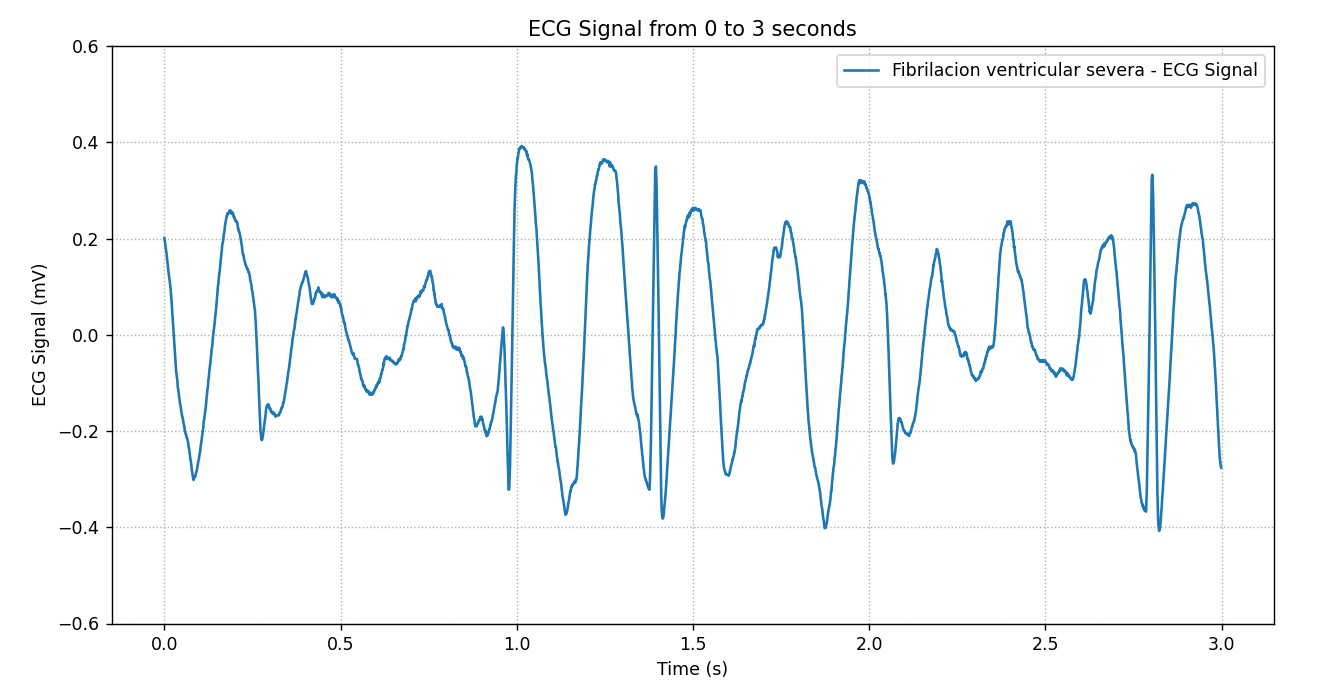 ECG Signal from 0 to 3 seconds
Fibrilacion ventricular severa - ECG Signal
ECG Signal (mV)
0.6
0.4
0.2
0.0
−0.2
−0.4
−0.6
0.0 0.5 1.0 1.5 2.0 2.5 3.0
Time (s)